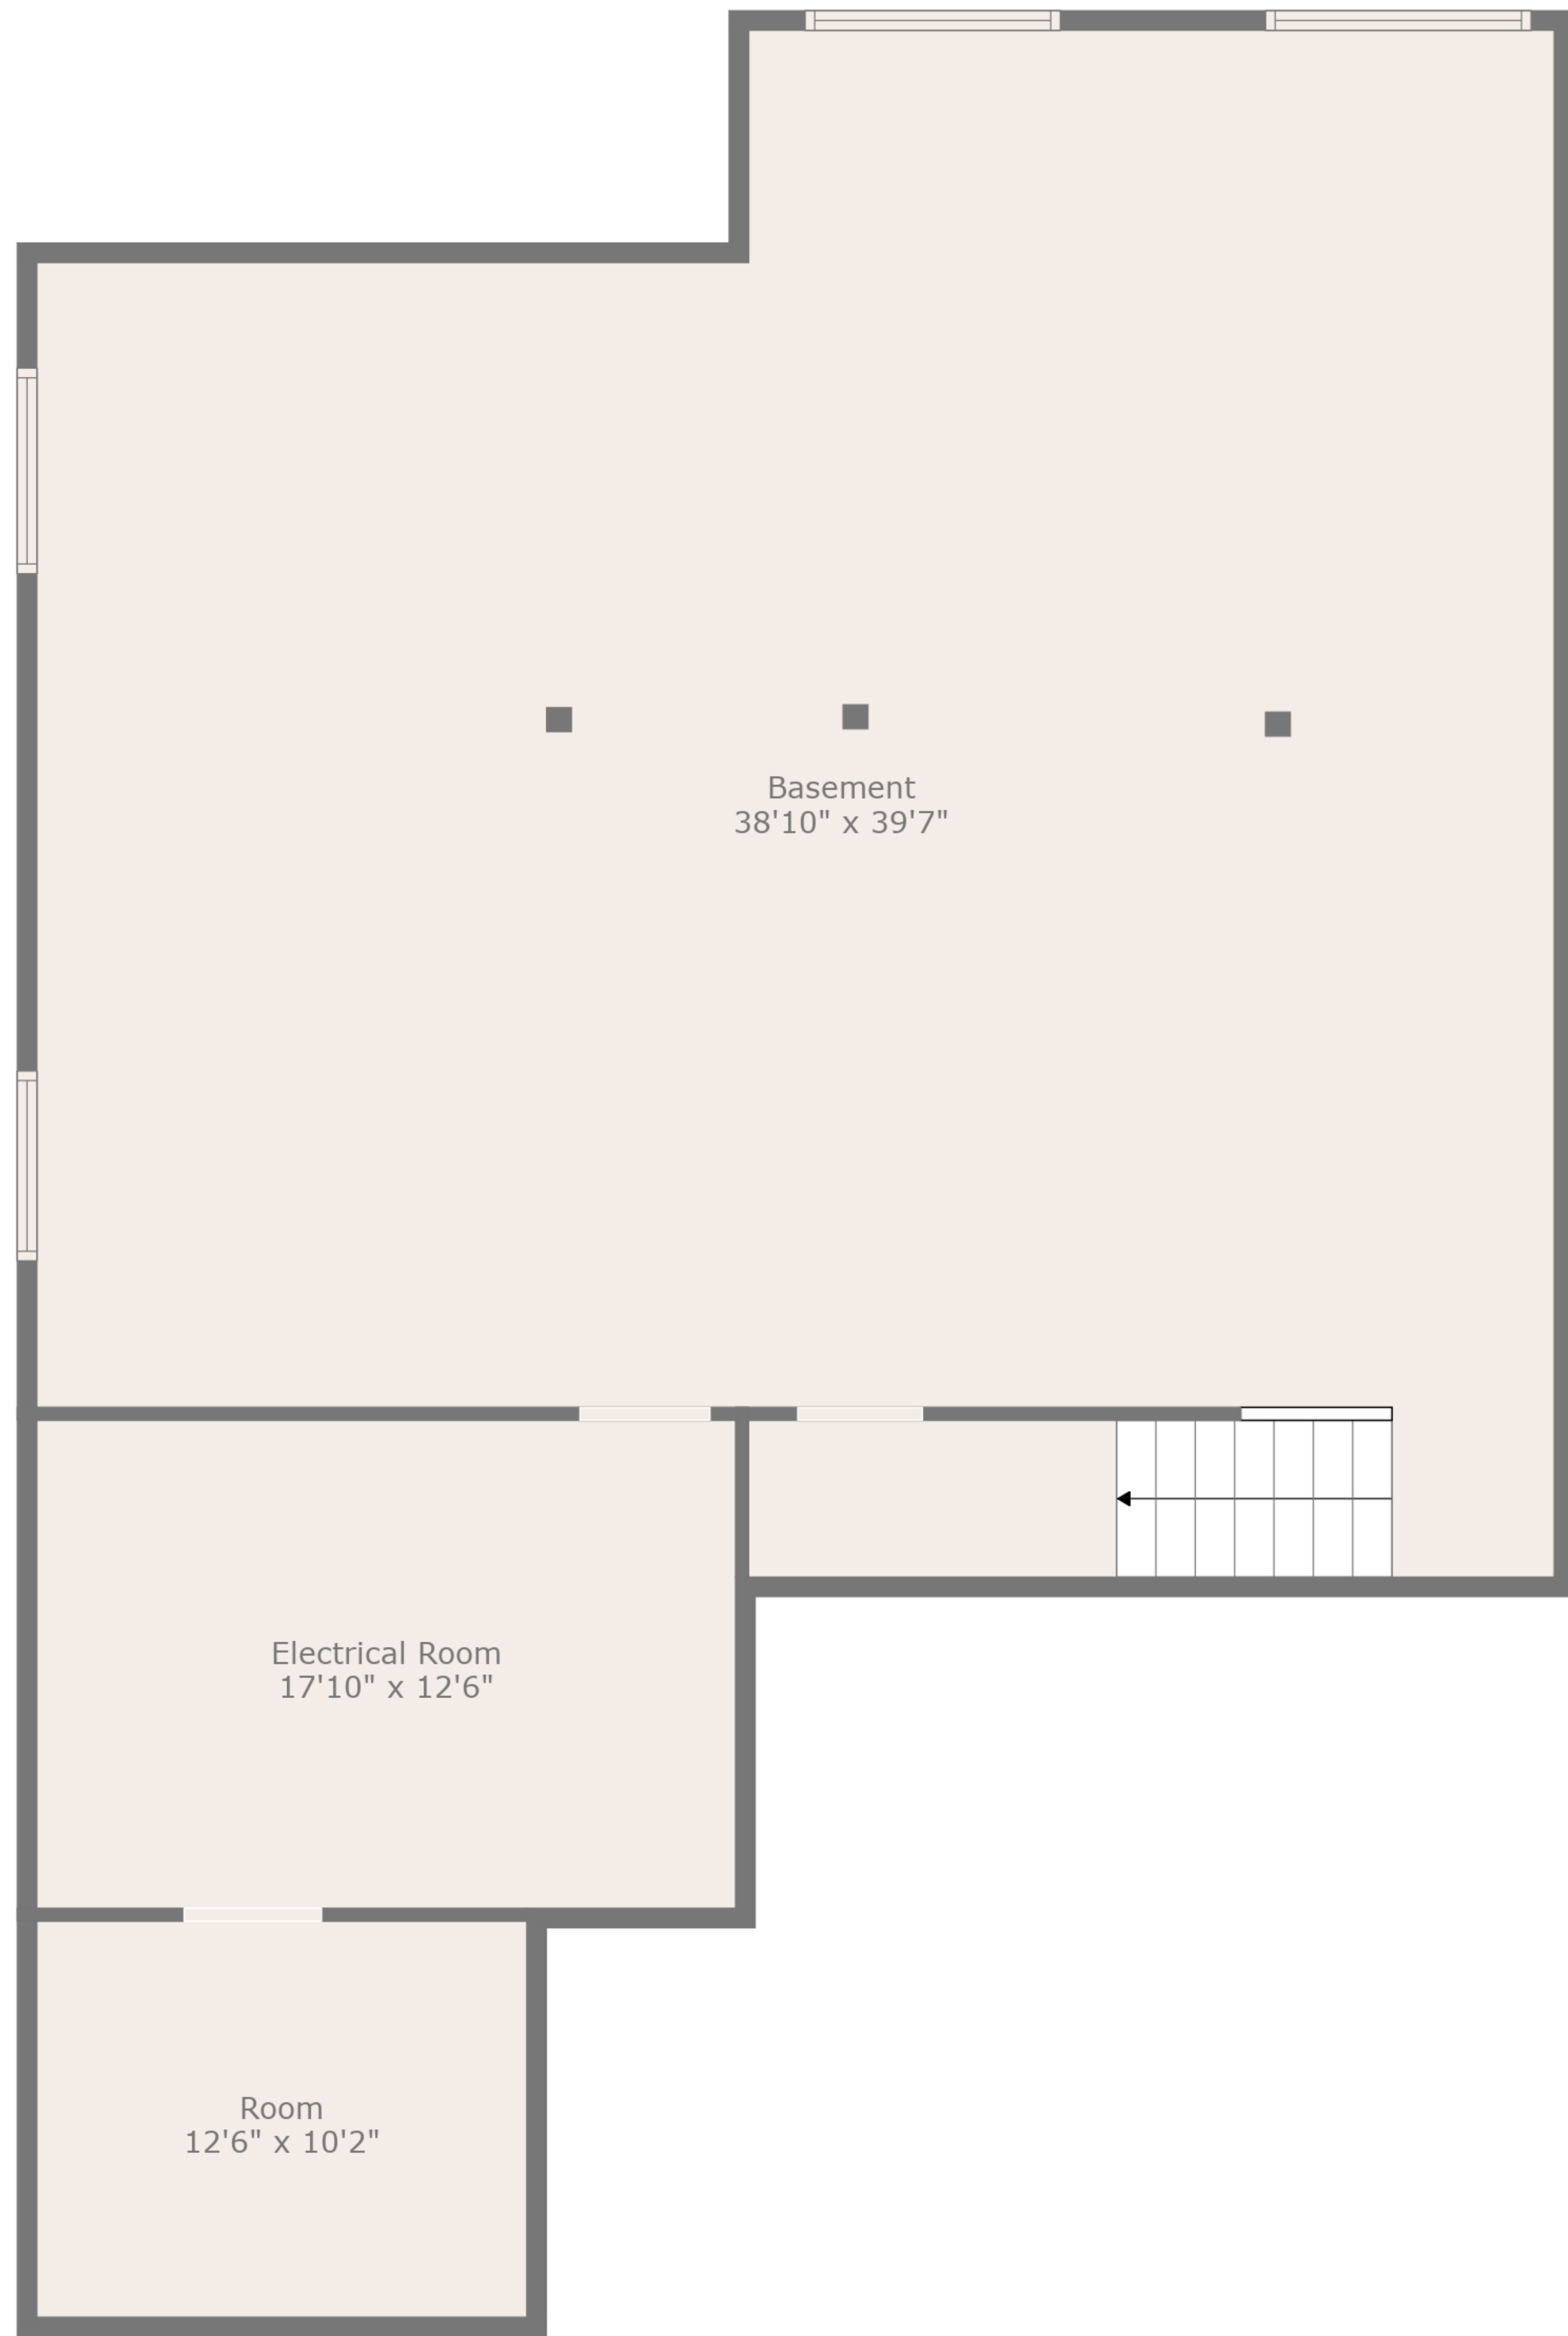 Basement
38'10" x 39'7"
Electrical Room
17'10" x 12'6"
Room
12'6" x 10'2"